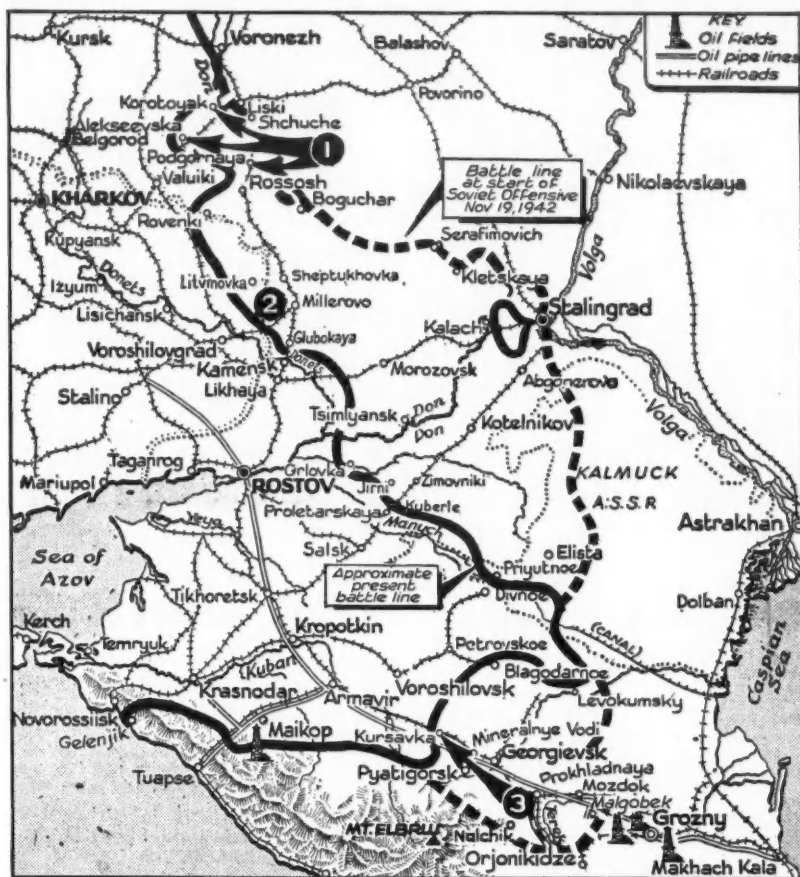 KEY
Oil Fields
Oil pipe lines
Railroads
Kursk
Voronezh
Balashov
Saratov
Povorino
Don
Korotoyak
Liski
Shchuche
Alekseevska
Belgorod
1
Podgornaya
Valuiki
Rossosh
Boguchar
Battle line
at start of
Soviet Offensive
Nov 19,1942
Nikolaevskaya
KHARKOV
Rovenki
Serafimovich
Kupyansk
Kletskaya
Volga
Izyum
Donets
Litvmovka
Sheptukhovka
2
Millerovo
Lisichansk
Stalingrad
Kalach
Glubokaya
Voroshilovgrad
Donets
Kamensk
Likhaya
Morozovsk
Abgonerovo
Stalino
Tsimlyansk
Don
Don
Kotelnikov
Volga
Taganrog
Mariupol
ROSTOV
Grlovka
Jirni
Zimovniki
KALMUCK
A.S.S.R
Proletarskaya
Kuberle
Manych
Astrakhan
Yeya
Salsk
Elista
Sea of
Azov
Priyutnoe
Approximate
present
battle line
Divnoe
Tikhoretsk
Dolban
Kerch
Temryuk
Kropotkin
(CANAL)
Petrovskoe
Caspian
Sea
Kuban
Blagodarnoe
Krasnodar
Armavir
Voroshilovsk
Levokumsky
Novorossiisk
Gelenjik
Maikop
Kursavka
Mineralnye Vodi
Georgievsk
Tuapse
Pyatigorsk
Prokhladnaya
Mozdok
3
Malgobek
Terek
Grozny
MT. ELBRUS
Nalchik
Orjonikidze
Makhach Kala